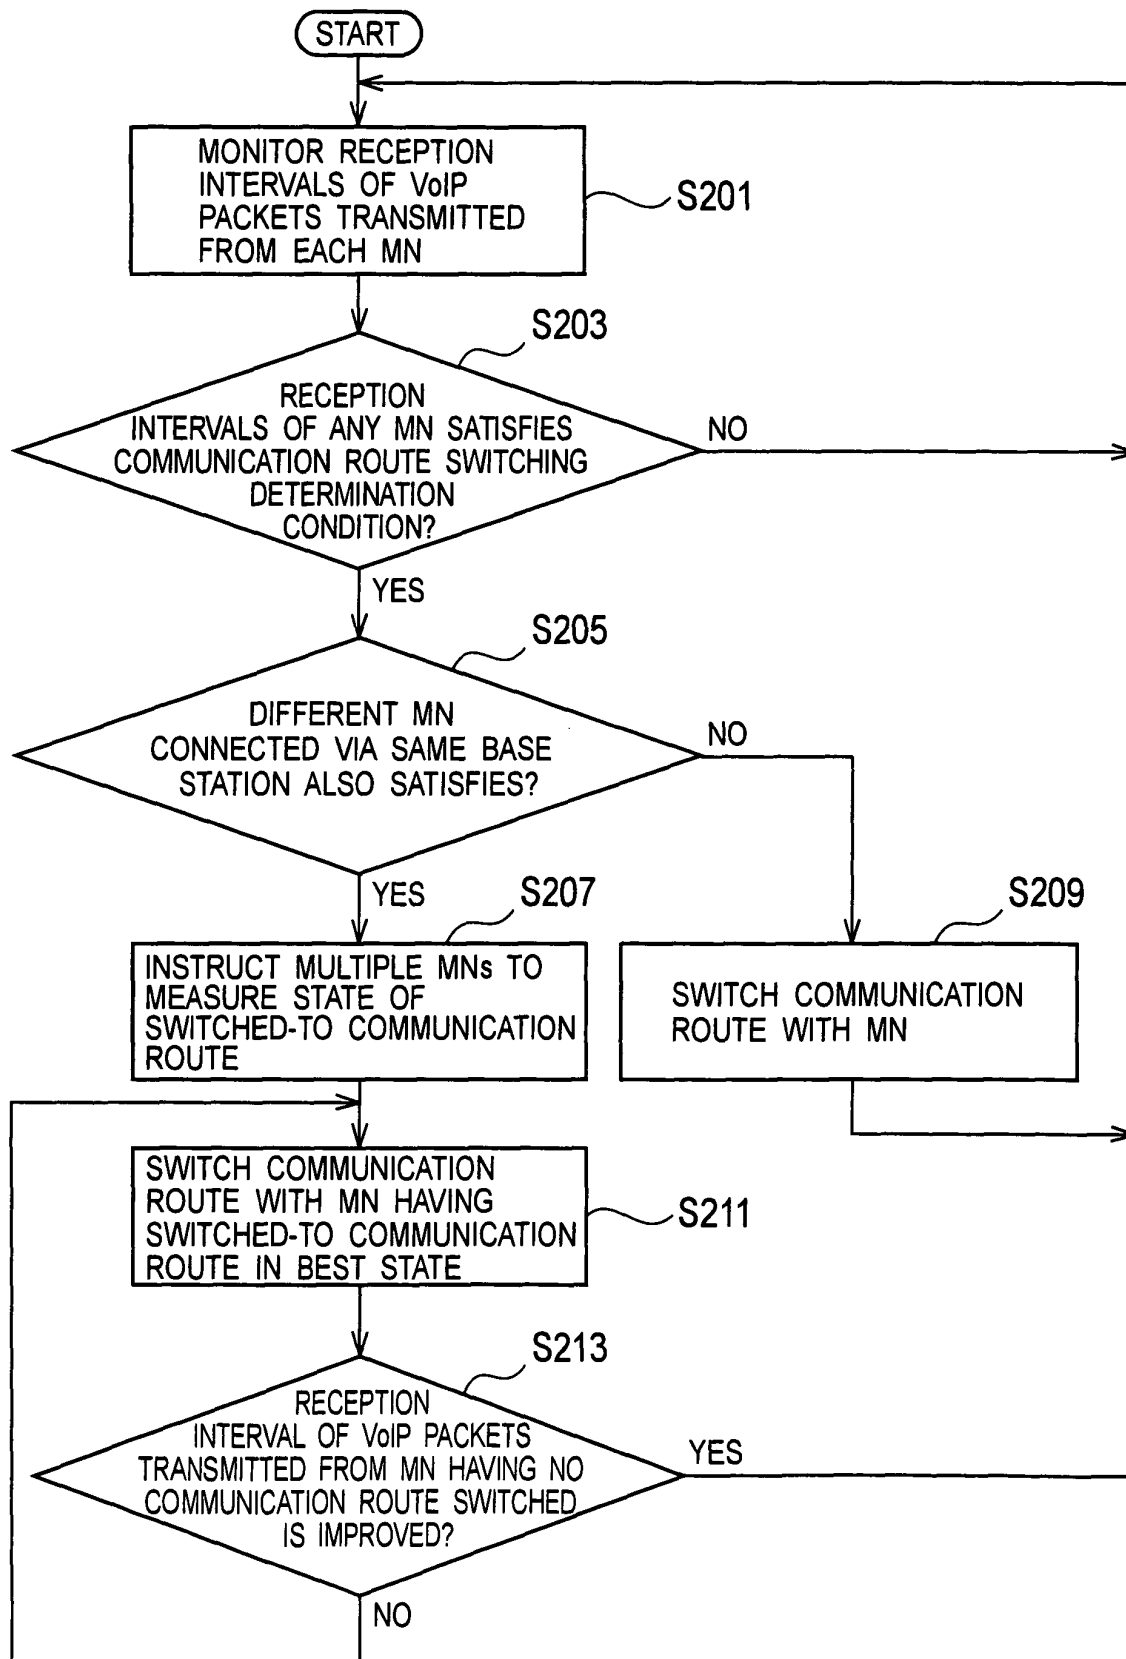 START
MONITOR RECEPTION
INTERVALS OF VoIP
PACKETS TRANSMITTED
FROM EACH MN
S201
S203
RECEPTION
INTERVALS OF ANY MN SATISFIES
COMMUNICATION ROUTE SWITCHING
DETERMINATION
CONDITION?
NO
YES
S205
DIFFERENT MN
CONNECTED VIA SAME BASE
STATION ALSO SATISFIES?
NO
YES
S207
INSTRUCT MULTIPLE MNs TO
MEASURE STATE OF
SWITCHED-TO COMMUNICATION
ROUTE
S209
SWITCH COMMUNICATION
ROUTE WITH MN
SWITCH COMMUNICATION
ROUTE WITH MN HAVING
SWITCHED-TO COMMUNICATION
ROUTE IN BEST STATE
S211
S213
RECEPTION
INTERVAL OF VoIP PACKETS
TRANSMITTED FROM MN HAVING NO
COMMUNICATION ROUTE SWITCHED
IS IMPROVED?
YES
NO